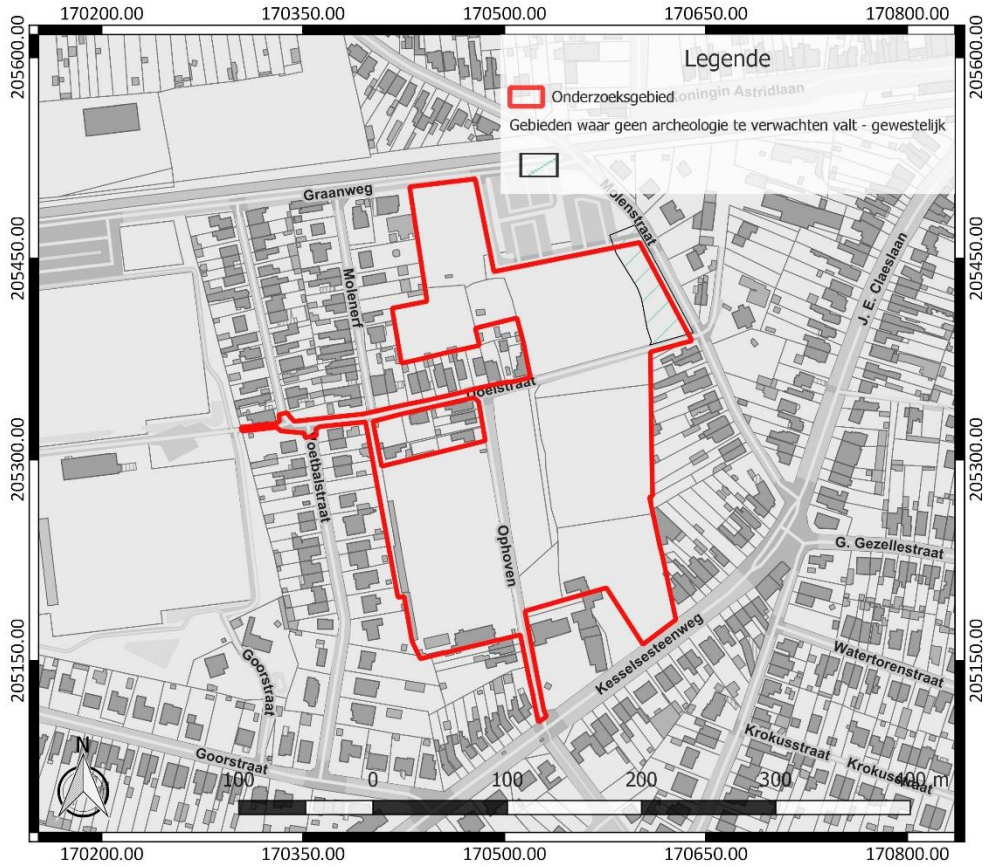 170200.00 170350.00 170500.00 170650.00 170800.00
205600.00 205600.00
Legende
Onderzoeksgebied
Koningin Astridlaan
Gebieden waar geen archeologie te verwachten valt - gewestelijk
Graanweg
Molenstraat
205450.00 205450.00
J. E. Claeslaan
Molenerf
Doelstraat
205300.00 205300.00
Voetbalstraat
Ophoven
G. Gezellestraat
205150.00 205150.00
Kesselsesteenweg
Watertorenstraat
Goorstraat
Krokusstraat
Krokusstraat
Goorstraat
N
100 0 100 200 300 400 m
170200.00 170350.00 170500.00 170650.00 170800.00